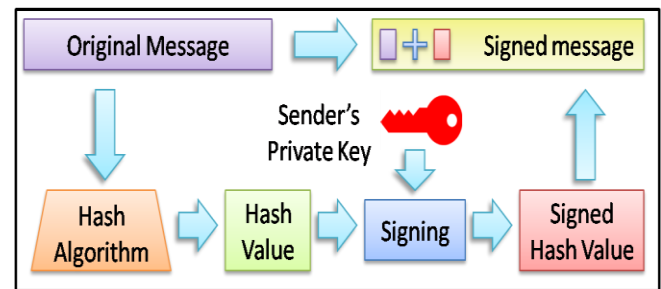 Original Message
Signed message
Sender's
Private Key
Hash
Algorithm
Hash
Value
Signing
Signed
Hash Value